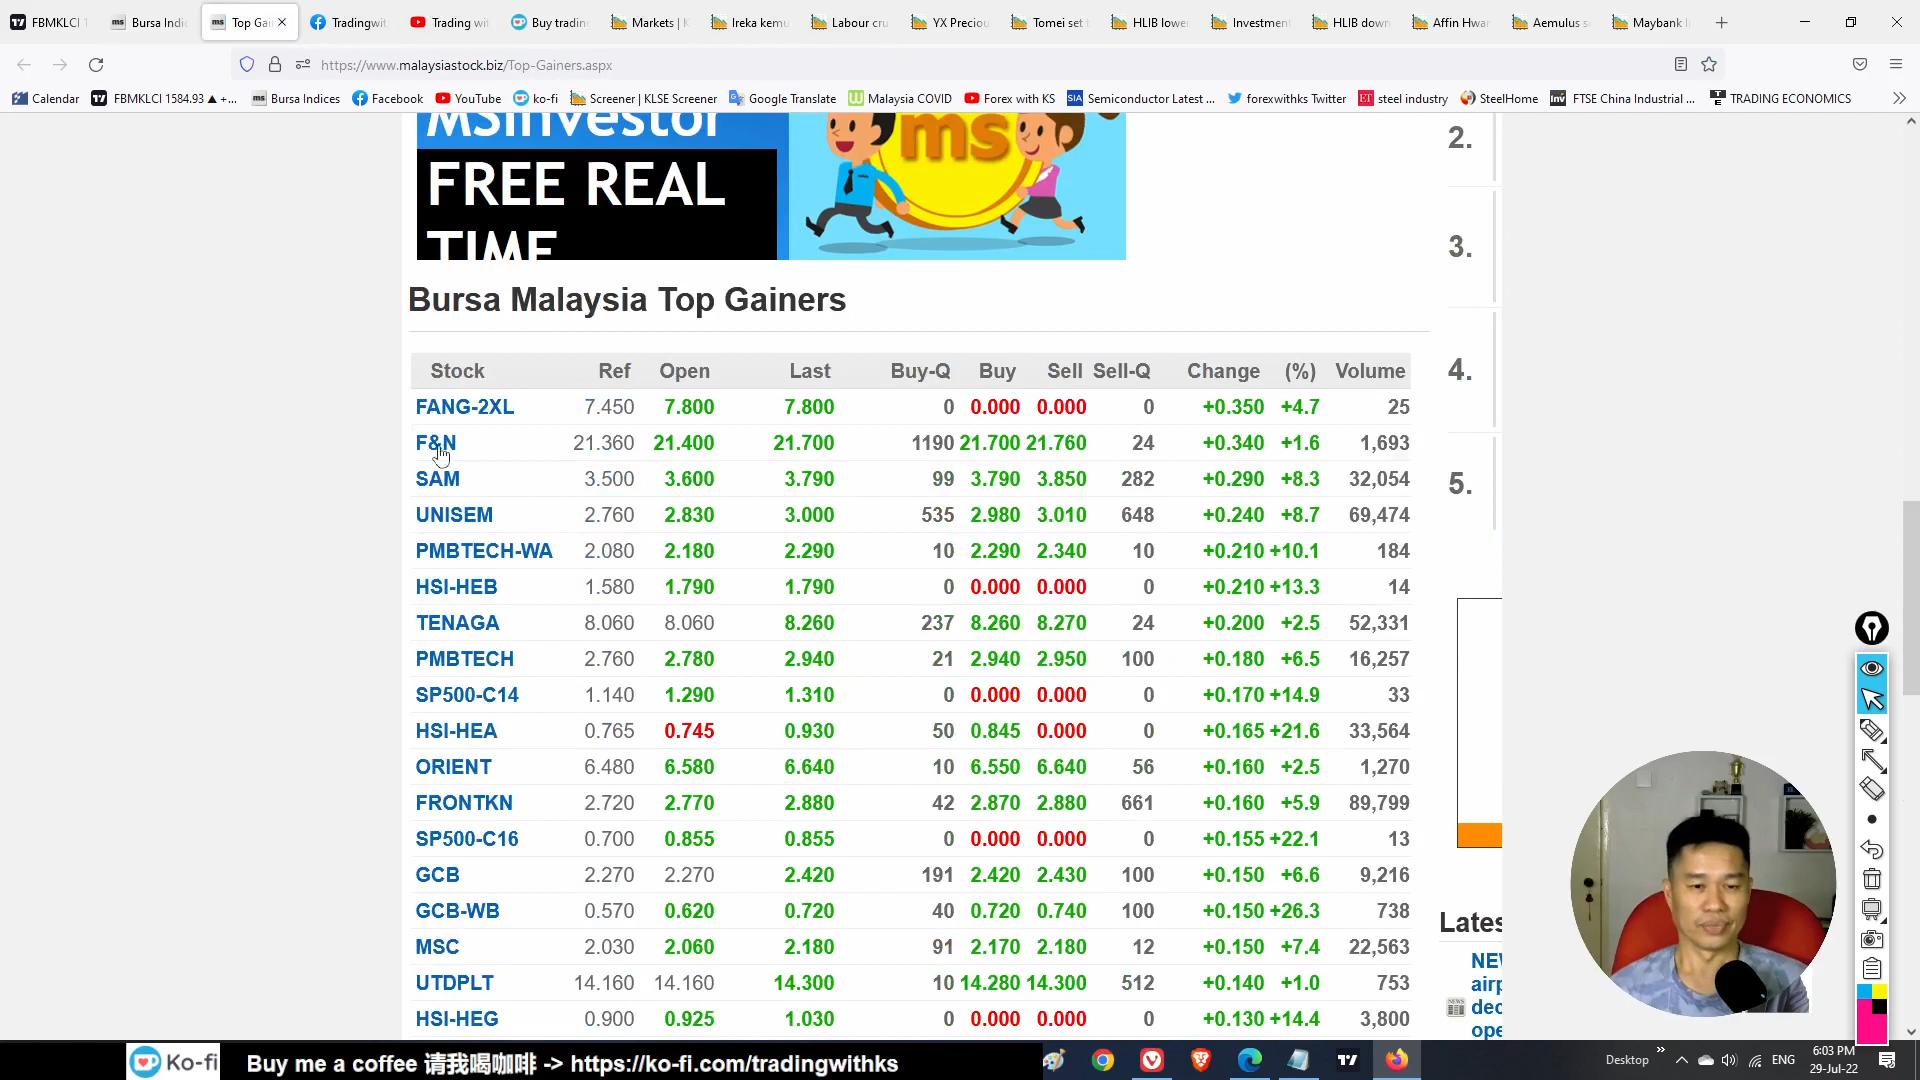 FBMKLCI 1
Bursa Indi
Top Gai
Tradingwit
Trading wit
Buy tradin
Markets | K
Ireka kemu
Labour cru
YX Preciou
Tomei set t
HLIB lowe
Investment
HLIB down
Affin Hwa
Aemulus s
Maybank I
https://www.malaysiastock.biz/Top-Gainers.aspx
Calendar
FBMKLCI 1584.93 ▲ +...
Bursa Indices
Facebook
YouTube
ko-fi
Screener | KLSE Screener
Google Translate
Malaysia COVID
Forex with KS
SIA Semiconductor Latest ...
forexwithks Twitter
ET steel industry
SteelHome
Inv FTSE China Industrial ...
TRADING ECONOMICS
MSInvestor
FREE REAL
TIME
ms
2.
3.
4.
5.
Bursa Malaysia Top Gainers
Stock Ref Open Last Buy-Q Buy Sell Sell-Q Change (%) Volume
FANG-2XL 7.450 7.800 7.800 0 0.000 0.000 0 +0.350 +4.7 25
F&N 21.360 21.400 21.700 1190 21.700 21.760 24 +0.340 +1.6 1,693
SAM 3.500 3.600 3.790 99 3.790 3.850 282 +0.290 +8.3 32,054
UNISEM 2.760 2.830 3.000 535 2.980 3.010 648 +0.240 +8.7 69,474
PMBTECH-WA 2.080 2.180 2.290 10 2.290 2.340 10 +0.210 +10.1 184
HSI-HEB 1.580 1.790 1.790 0 0.000 0.000 0 +0.210 +13.3 14
TENAGA 8.060 8.060 8.260 237 8.260 8.270 24 +0.200 +2.5 52,331
PMBTECH 2.760 2.780 2.940 21 2.940 2.950 100 +0.180 +6.5 16,257
SP500-C14 1.140 1.290 1.310 0 0.000 0.000 0 +0.170 +14.9 33
HSI-HEA 0.765 0.745 0.930 50 0.845 0.000 0 +0.165 +21.6 33,564
ORIENT 6.480 6.580 6.640 10 6.550 6.640 56 +0.160 +2.5 1,270
FRONTKN 2.720 2.770 2.880 42 2.870 2.880 661 +0.160 +5.9 89,799
SP500-C16 0.700 0.855 0.855 0 0.000 0.000 0 +0.155 +22.1 13
GCB 2.270 2.270 2.420 191 2.420 2.430 100 +0.150 +6.6 9,216
GCB-WB 0.570 0.620 0.720 40 0.720 0.740 100 +0.150 +26.3 738
MSC 2.030 2.060 2.180 91 2.170 2.180 12 +0.150 +7.4 22,563
UTDPLT 14.160 14.160 14.300 10 14.280 14.300 512 +0.140 +1.0 753
HSI-HEG 0.900 0.925 1.030 0 0.000 0.000 0 +0.130 +14.4 3,800
Lates
NEW
airp
dec
ope
Ko-fi
Buy me a coffee 请我喝咖啡 -> https://ko-fi.com/tradingwithks
Desktop
ENG
6:03 PM
29-Jul-22